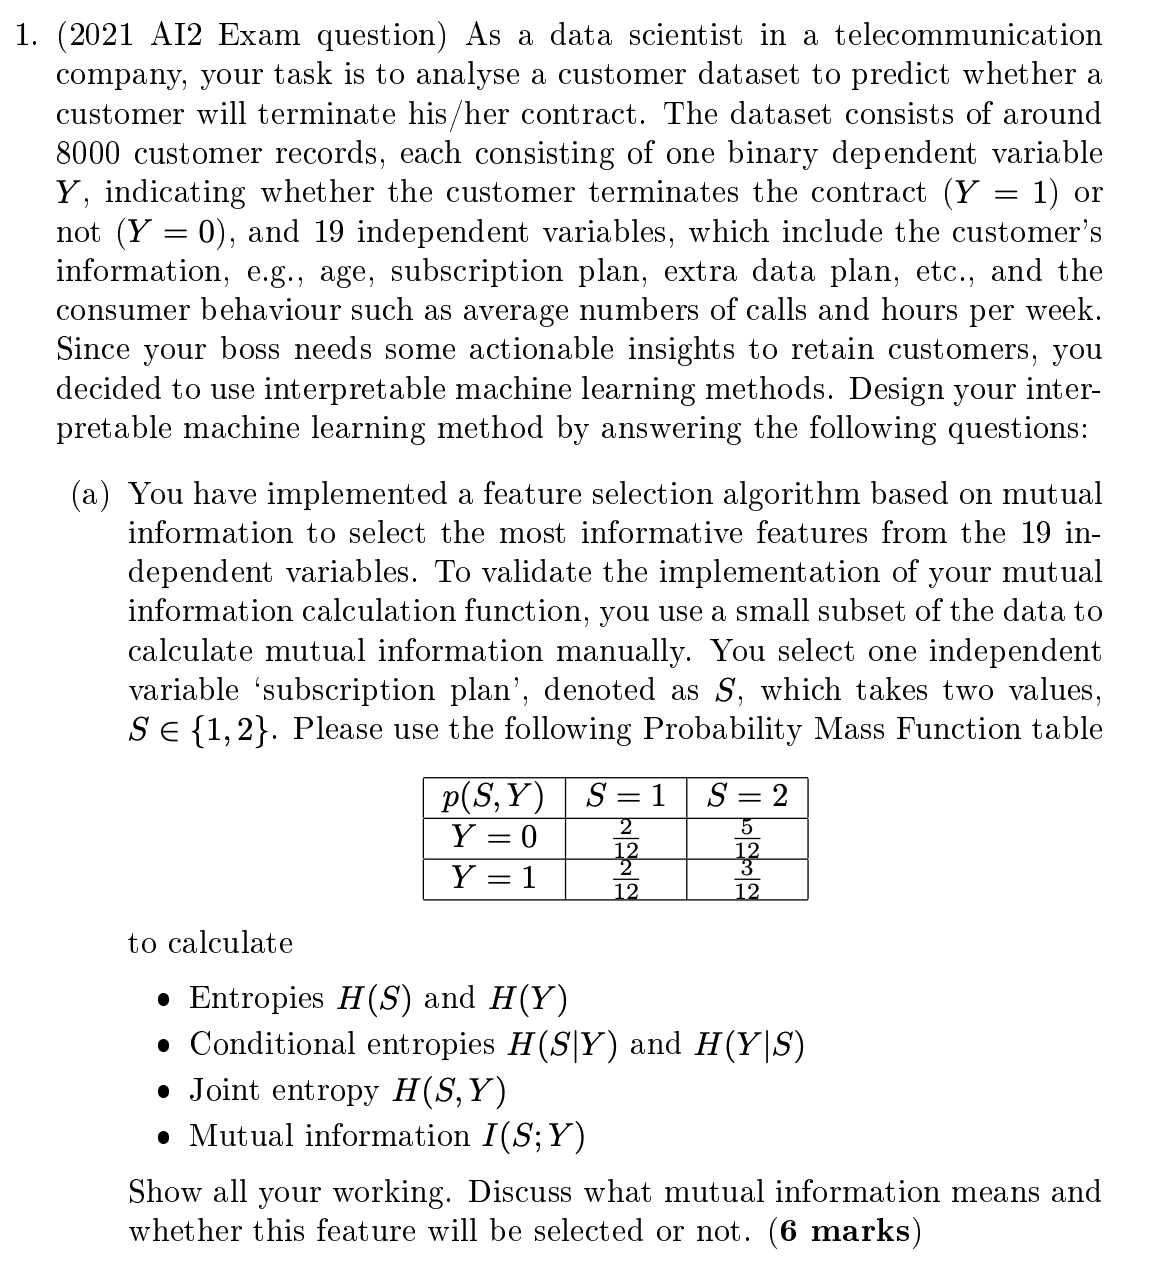 1. (2021 AI2 Exam question) As a data scientist in a telecommunication
company, your task is to analyse a customer dataset to predict whether a
customer will terminate his/her contract. The dataset consists of around
8000 customer records, each consisting of one binary dependent variable
Y, indicating whether the customer terminates the contract (Y = 1) or
not (Y = 0), and 19 independent variables, which include the customer's
information, e.g., age, subscription plan, extra data plan, etc., and the
consumer behaviour such as average numbers of calls and hours per week.
Since your boss needs some actionable insights to retain customers, you
decided to use interpretable machine learning methods. Design your inter-
pretable machine learning method by answering the following questions:
(a) You have implemented a feature selection algorithm based on mutual
information to select the most informative features from the 19 in-
dependent variables. To validate the implementation of your mutual
information calculation function, you use a small subset of the data to
calculate mutual information manually. You select one independent
variable ‘subscription plan’, denoted as S, which takes two values,
S ∈ {1, 2}. Please use the following Probability Mass Function table
p(S, Y) S = 1 S = 2
Y = 0 2/12 5/12
Y = 1 2/12 3/12
to calculate
• Entropies H(S) and H(Y)
• Conditional entropies H(S|Y) and H(Y|S)
• Joint entropy H(S, Y)
• Mutual information I(S; Y)
Show all your working. Discuss what mutual information means and
whether this feature will be selected or not. (6 marks)